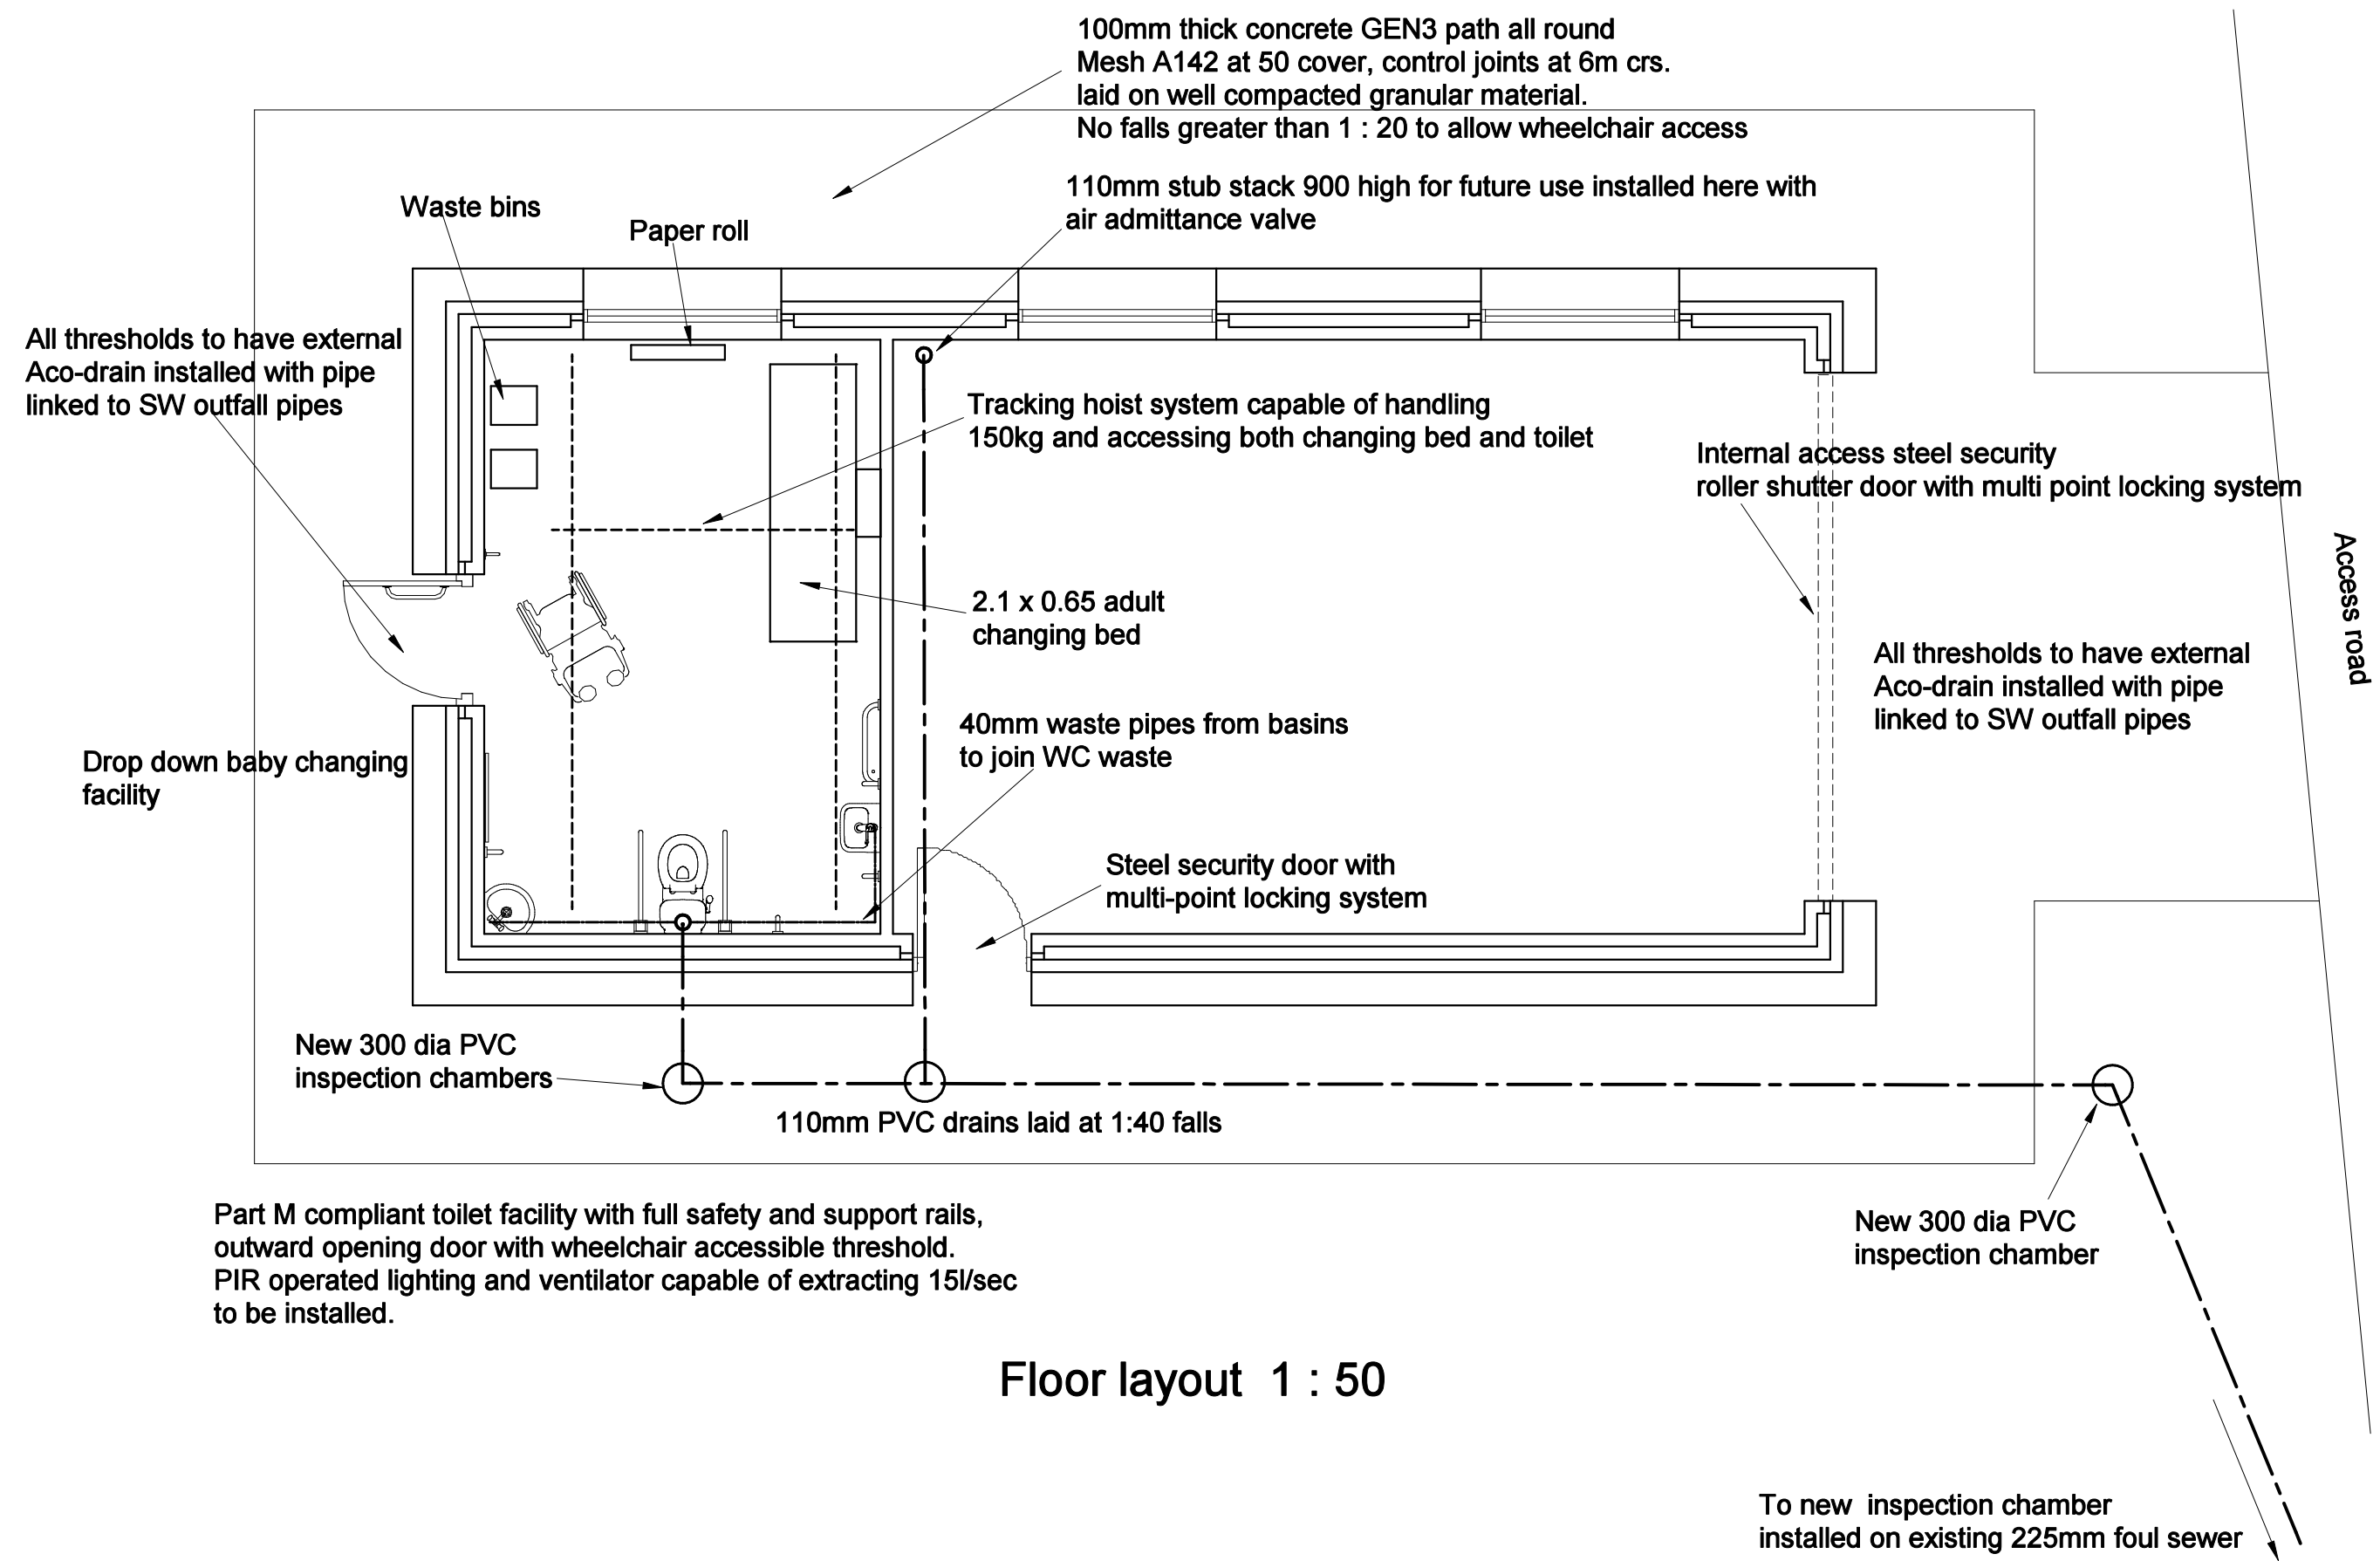 100mm thick concrete GEN3 path all round
Mesh A142 at 50 cover, control joints at 6m crs.
laid on well compacted granular material.
No falls greater than 1 : 20 to allow wheelchair access
110mm stub stack 900 high for future use installed here with
air admittance valve
Waste bins
Paper roll
All thresholds to have external
Aco-drain installed with pipe
linked to SW outfall pipes
Tracking hoist system capable of handling
150kg and accessing both changing bed and toilet
Internal access steel security
roller shutter door with multi point locking system
Access road
2.1 x 0.65 adult
changing bed
All thresholds to have external
Aco-drain installed with pipe
linked to SW outfall pipes
40mm waste pipes from basins
to join WC waste
Drop down baby changing
facility
Steel security door with
multi-point locking system
New 300 dia PVC
inspection chambers
110mm PVC drains laid at 1:40 falls
Part M compliant toilet facility with full safety and support rails,
outward opening door with wheelchair accessible threshold.
PIR operated lighting and ventilator capable of extracting 15l/sec
to be installed.
New 300 dia PVC
inspection chamber
Floor layout 1 : 50
To new inspection chamber
installed on existing 225mm foul sewer